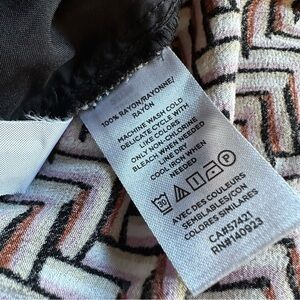 100% RAYON/RAYONNE/
RAYÓN
MACHINE WASH COLD
DELICATE CYCLE WITH
LIKE COLORS
ONLY NON-CHLORINE
BLEACH WHEN NEEDED
LINE DRY
COOL IRON WHEN
NEEDED
30
AVEC DES COULEURS
SEMBLABLES/CON
COLORES SIMILARES
CA#57421
RN#140923